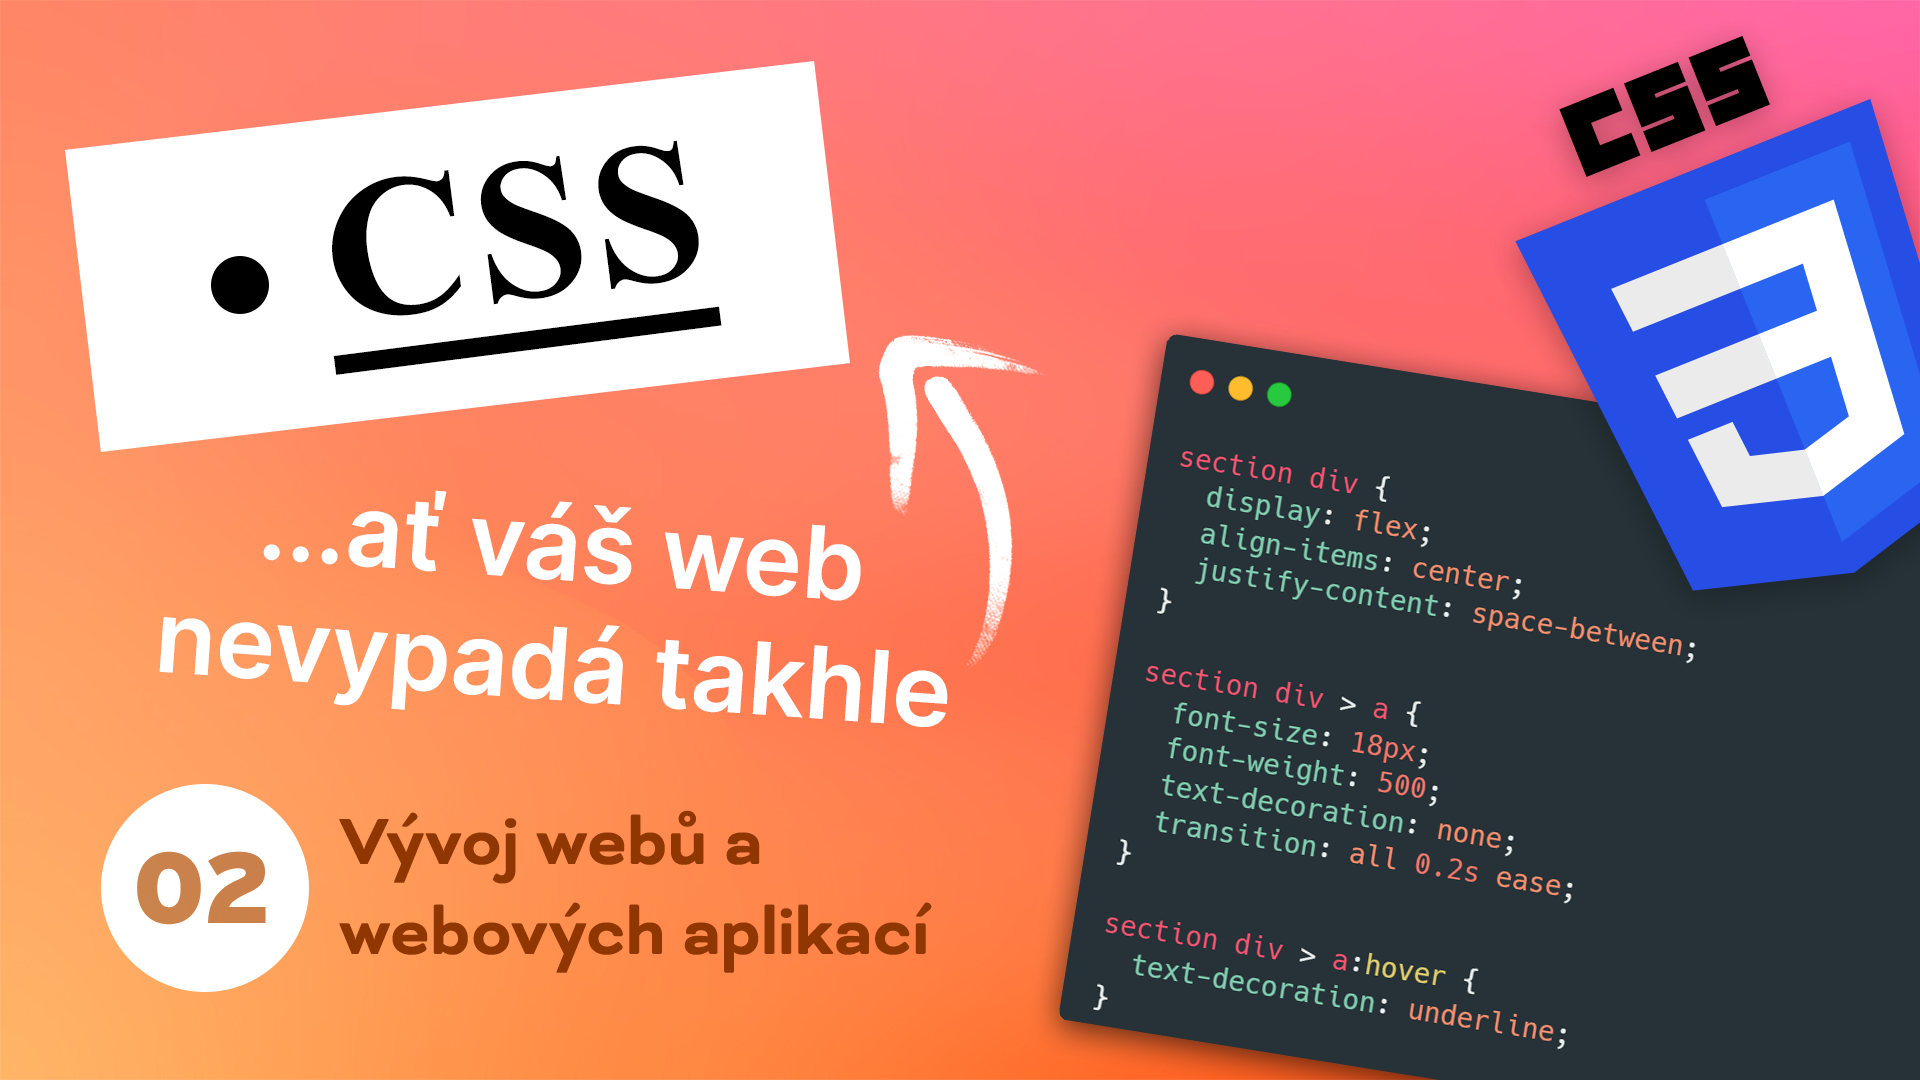 • CSS
...ať váš web
nevypadá takhle
02
Vývoj webů a
webových aplikací
CSS
3
section div {
  display: flex;
  align-items: center;
  justify-content: space-between;
}
section div > a {
  font-size: 18px;
  font-weight: 500;
  text-decoration: none;
  transition: all 0.2s ease;
}
section div > a:hover {
  text-decoration: underline;
}